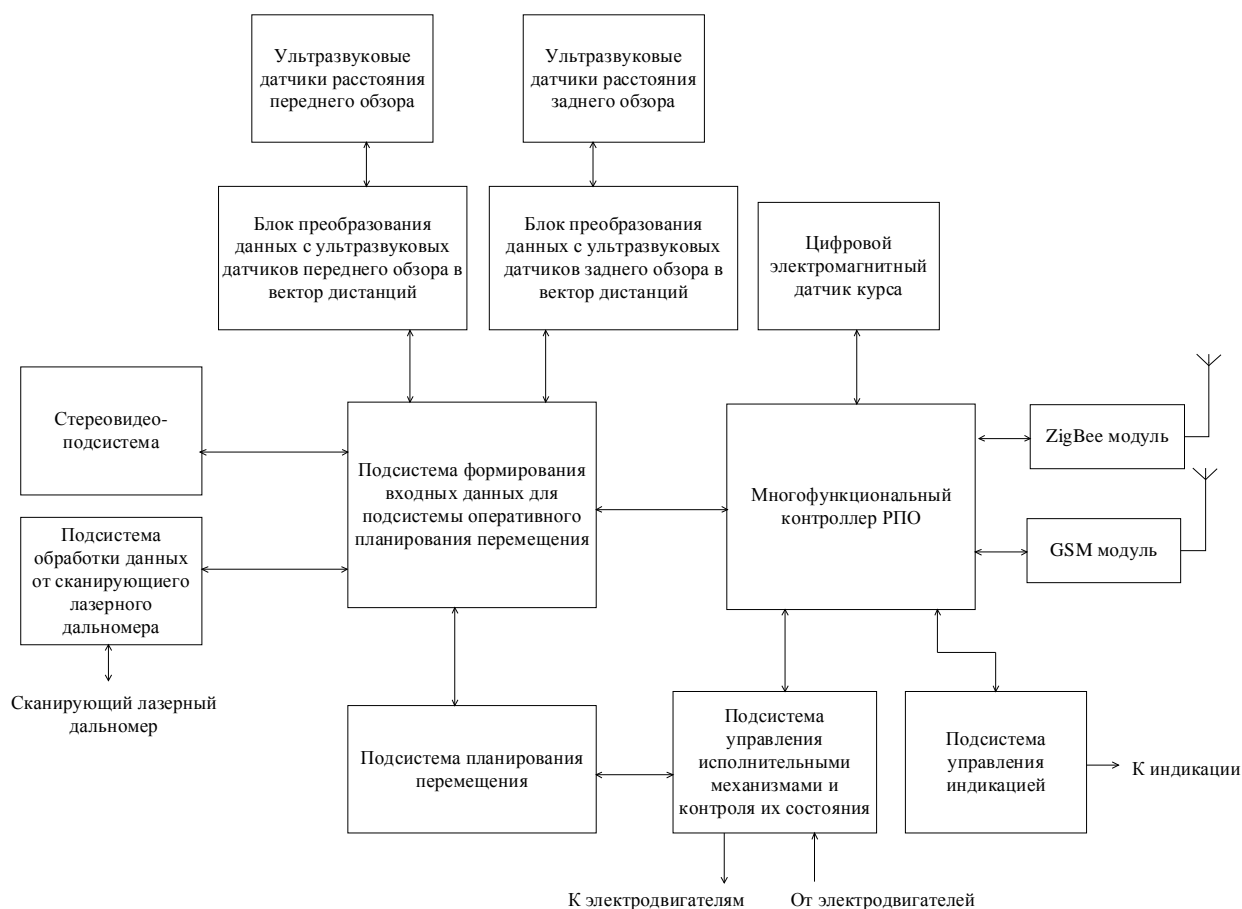 Ультразвуковые
датчики расстояния
переднего обзора
Ультразвуковые
датчики расстояния
заднего обзора
Блок преобразования
данных с ультразвуковых
датчиков переднего обзора в
вектор дистанций
Блок преобразования
данных с ультразвуковых
датчиков заднего обзора в
вектор дистанций
Цифровой
электромагнитный
датчик курса
Стереовидео-
подсистема
Подсистема формирования
входных данных для
подсистемы оперативного
планирования перемещения
Многофункциональный
контроллер РПО
ZigBee модуль
GSM модуль
Подсистема
обработки данных
от сканирующиего
лазерного
дальномера
Сканирующий лазерный
дальномер
Подсистема планирования
перемещения
Подсистема
управления
исполнительными
механизмами и
контроля их состояния
Подсистема
управления
индикацией
К индикации
К электродвигателям
От электродвигателей